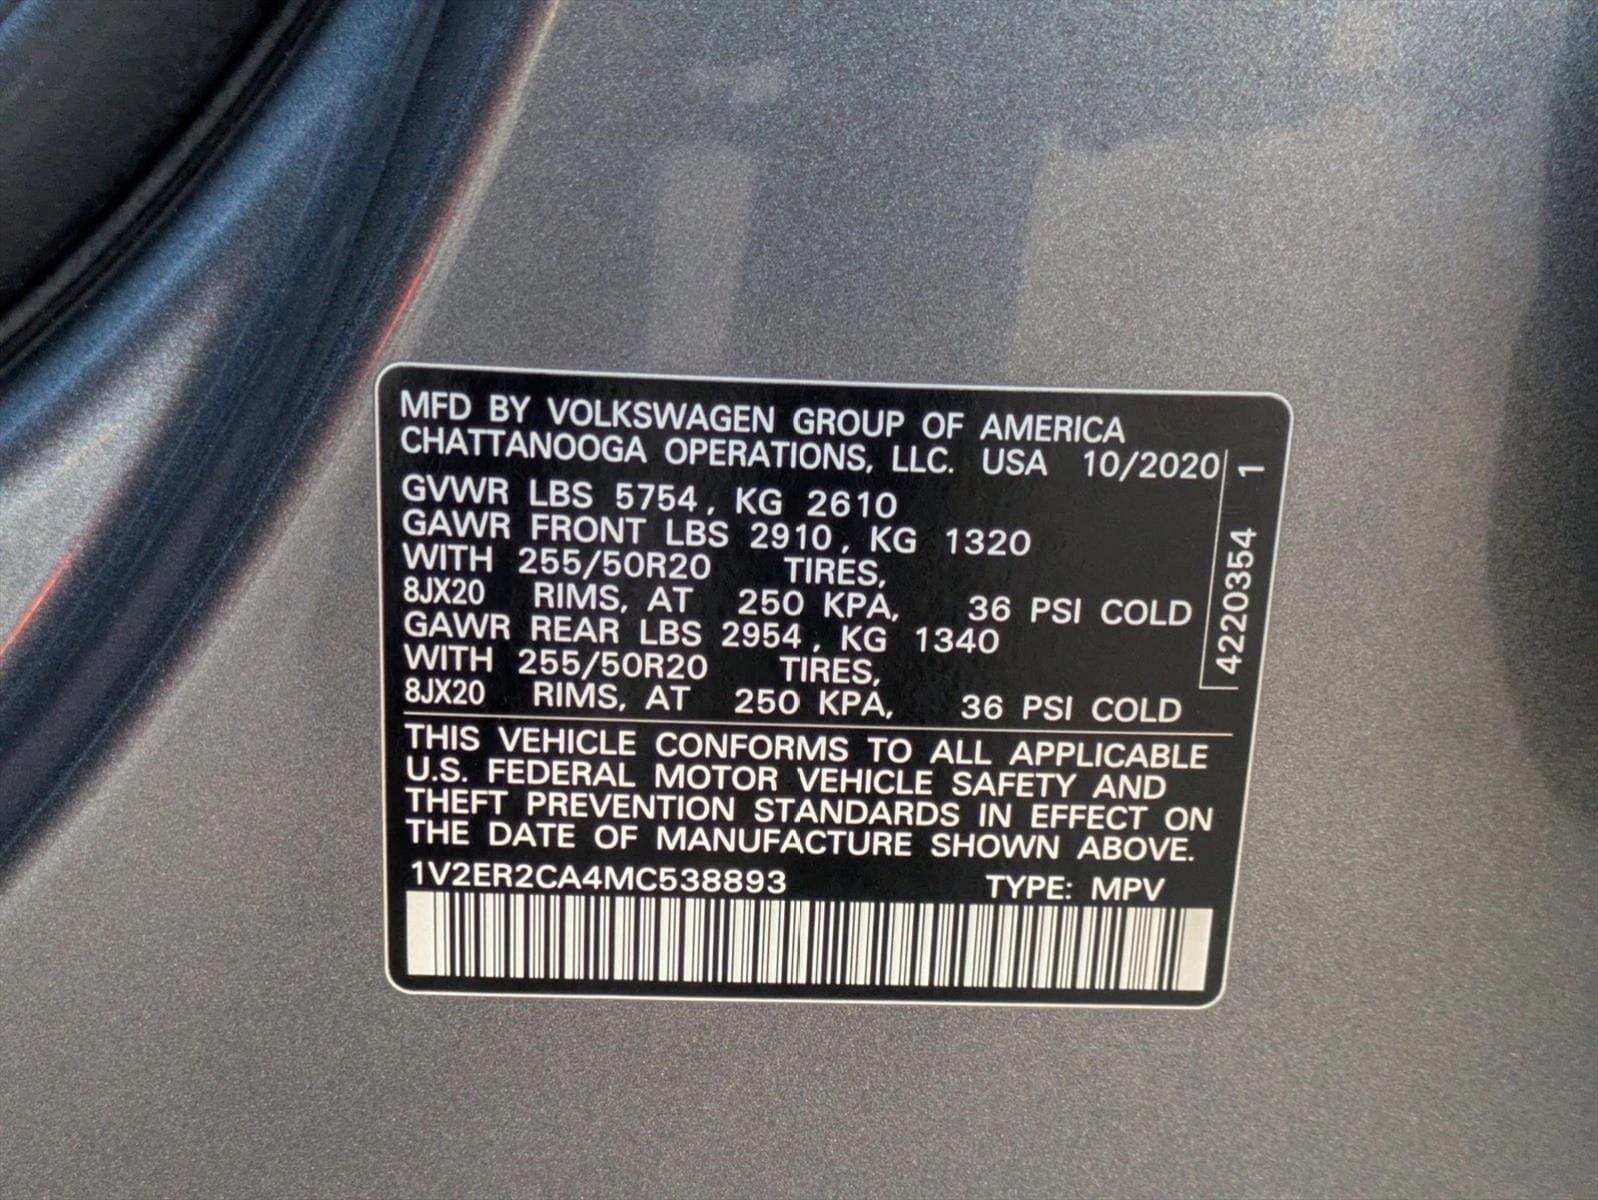 MFD BY VOLKSWAGEN GROUP OF AMERICA
CHATTANOOGA OPERATIONS, LLC. USA 10/2020
GVWR LBS 5754, KG 2610
GAWR FRONT LBS 2910, KG 1320
WITH 255/50R20 TIRES,
8JX20 RIMS, AT 250 KPA, 36 PSI COLD
GAWR REAR LBS 2954, KG 1340
WITH 255/50R20 TIRES,
8JX20 RIMS, AT 250 KPA, 36 PSI COLD
4220354 1
THIS VEHICLE CONFORMS TO ALL APPLICABLE
U.S. FEDERAL MOTOR VEHICLE SAFETY AND
THEFT PREVENTION STANDARDS IN EFFECT ON
THE DATE OF MANUFACTURE SHOWN ABOVE.
1V2ER2CA4MC538893 TYPE: MPV